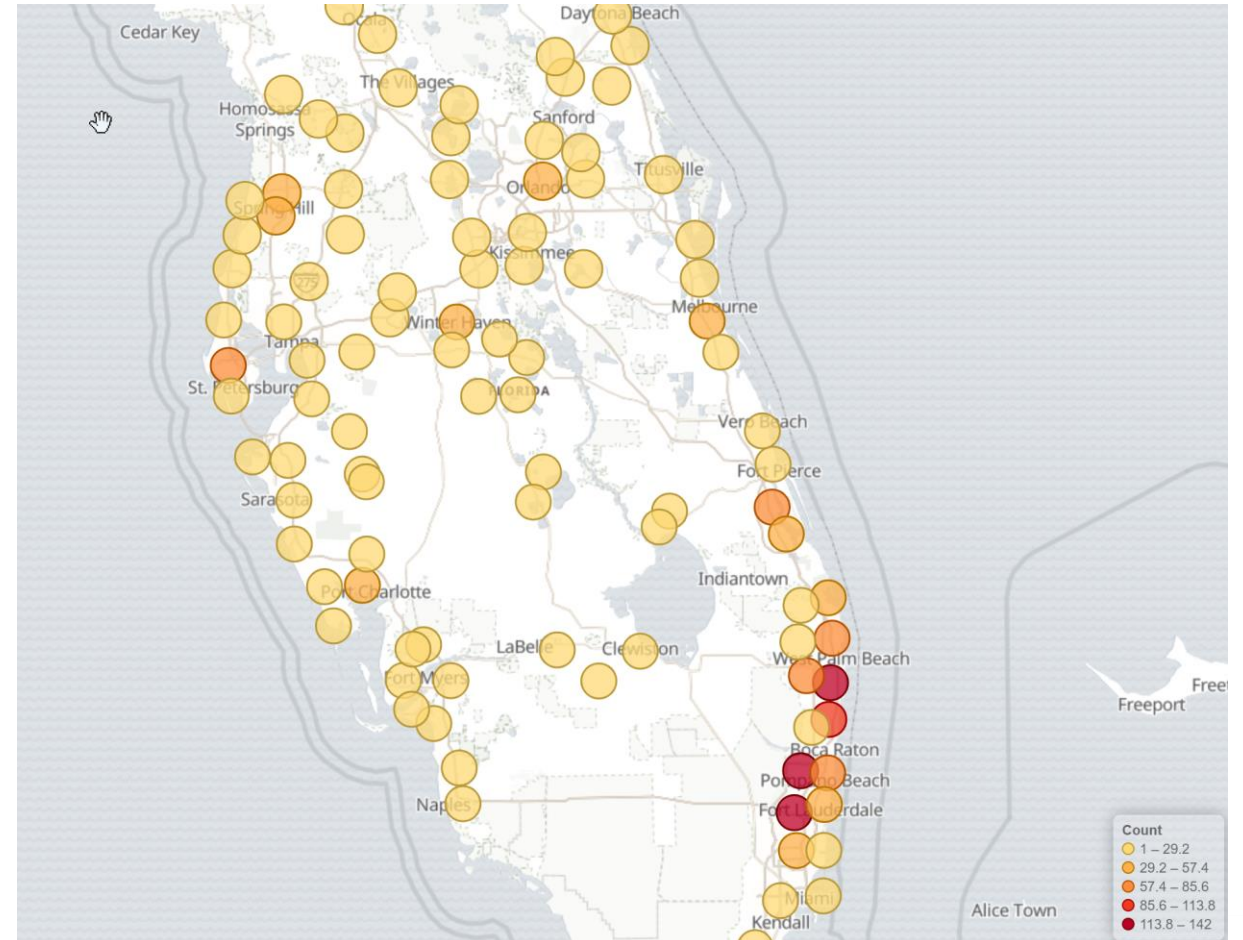 Ocala
Daytona Beach
Cedar Key
The Villages
Homosassa
Springs
Sanford
Titusville
Orlando
Spring Hill
Kissimmee
275
Melbourne
Winter Haven
Tampa
St. Petersburg
FLORIDA
Vero Beach
Fort Pierce
Sarasota
Indiantown
Port Charlotte
LaBelle
Clewiston
West Palm Beach
Fort Myers
Freep
Freeport
Boca Raton
Pompano Beach
Naples
Fort Lauderdale
Miami
Alice Town
Kendall
Count
1 – 29.2
29.2 – 57.4
57.4 – 85.6
85.6 – 113.8
113.8 – 142